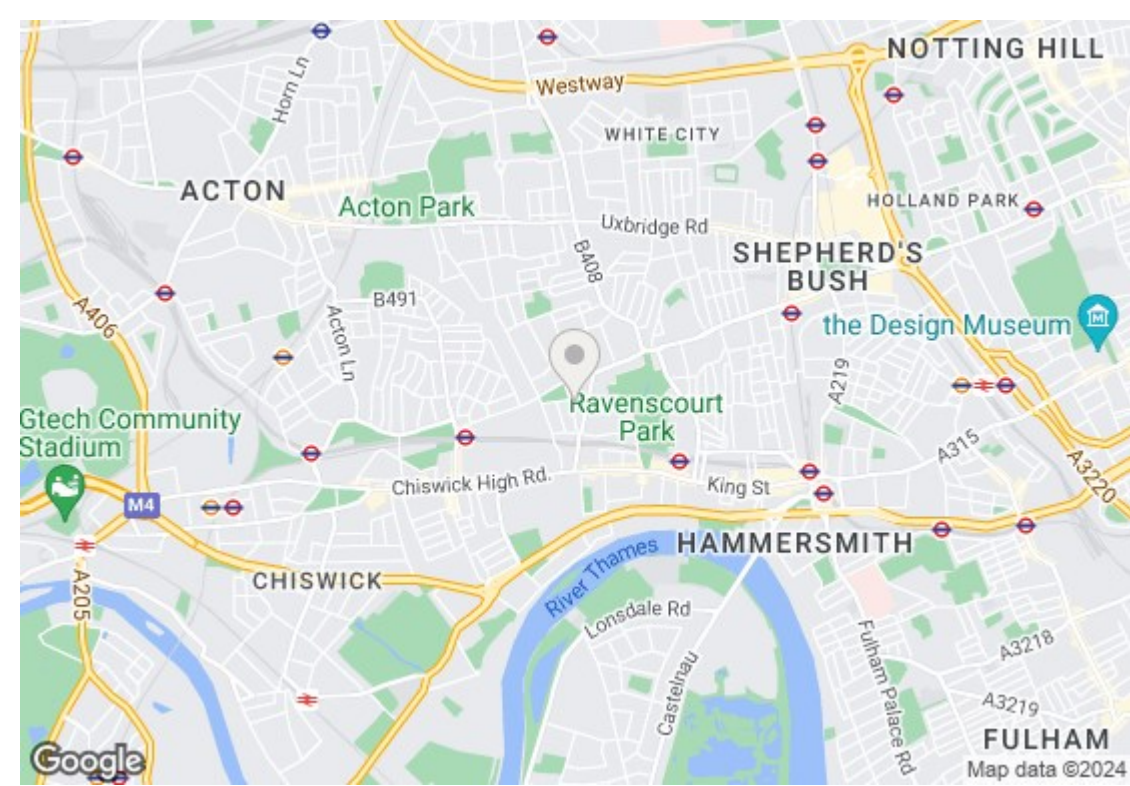 NOTTING HILL
Westway
Horn Ln
WHITE CITY
ACTON
Acton Park
HOLLAND PARK
Uxbridge Rd
SHEPHERD'S
BUSH
B408
B491
A406
Acton Ln
the Design Museum
A219
Ravenscourt
Park
Gtech Community
Stadium
A315
A3220
Chiswick High Rd.
King St
M4
HAMMERSMITH
River Thames
CHISWICK
A205
Lonsdale Rd
Castelnau
Fulham Palace Rd
A3218
A3219
FULHAM
Google
Map data ©2024